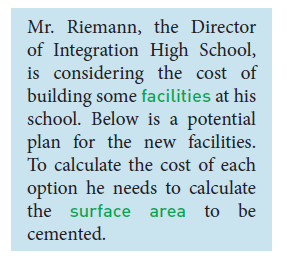 Mr. Riemann, the Director
of Integration High School,
is considering the cost of
building some facilities at his
school. Below is a potential
plan for the new facilities.
To calculate the cost of each
option he needs to calculate
the surface area to be
cemented.